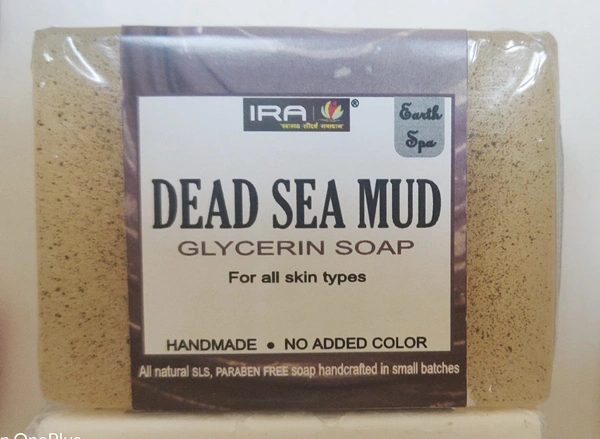 IRA ®
Earth
Spa
DEAD SEA MUD
GLYCERIN SOAP
For all skin types
HANDMADE • NO ADDED COLOR
All natural SLS, PARABEN FREE soap handcrafted in small batches
OnePlus